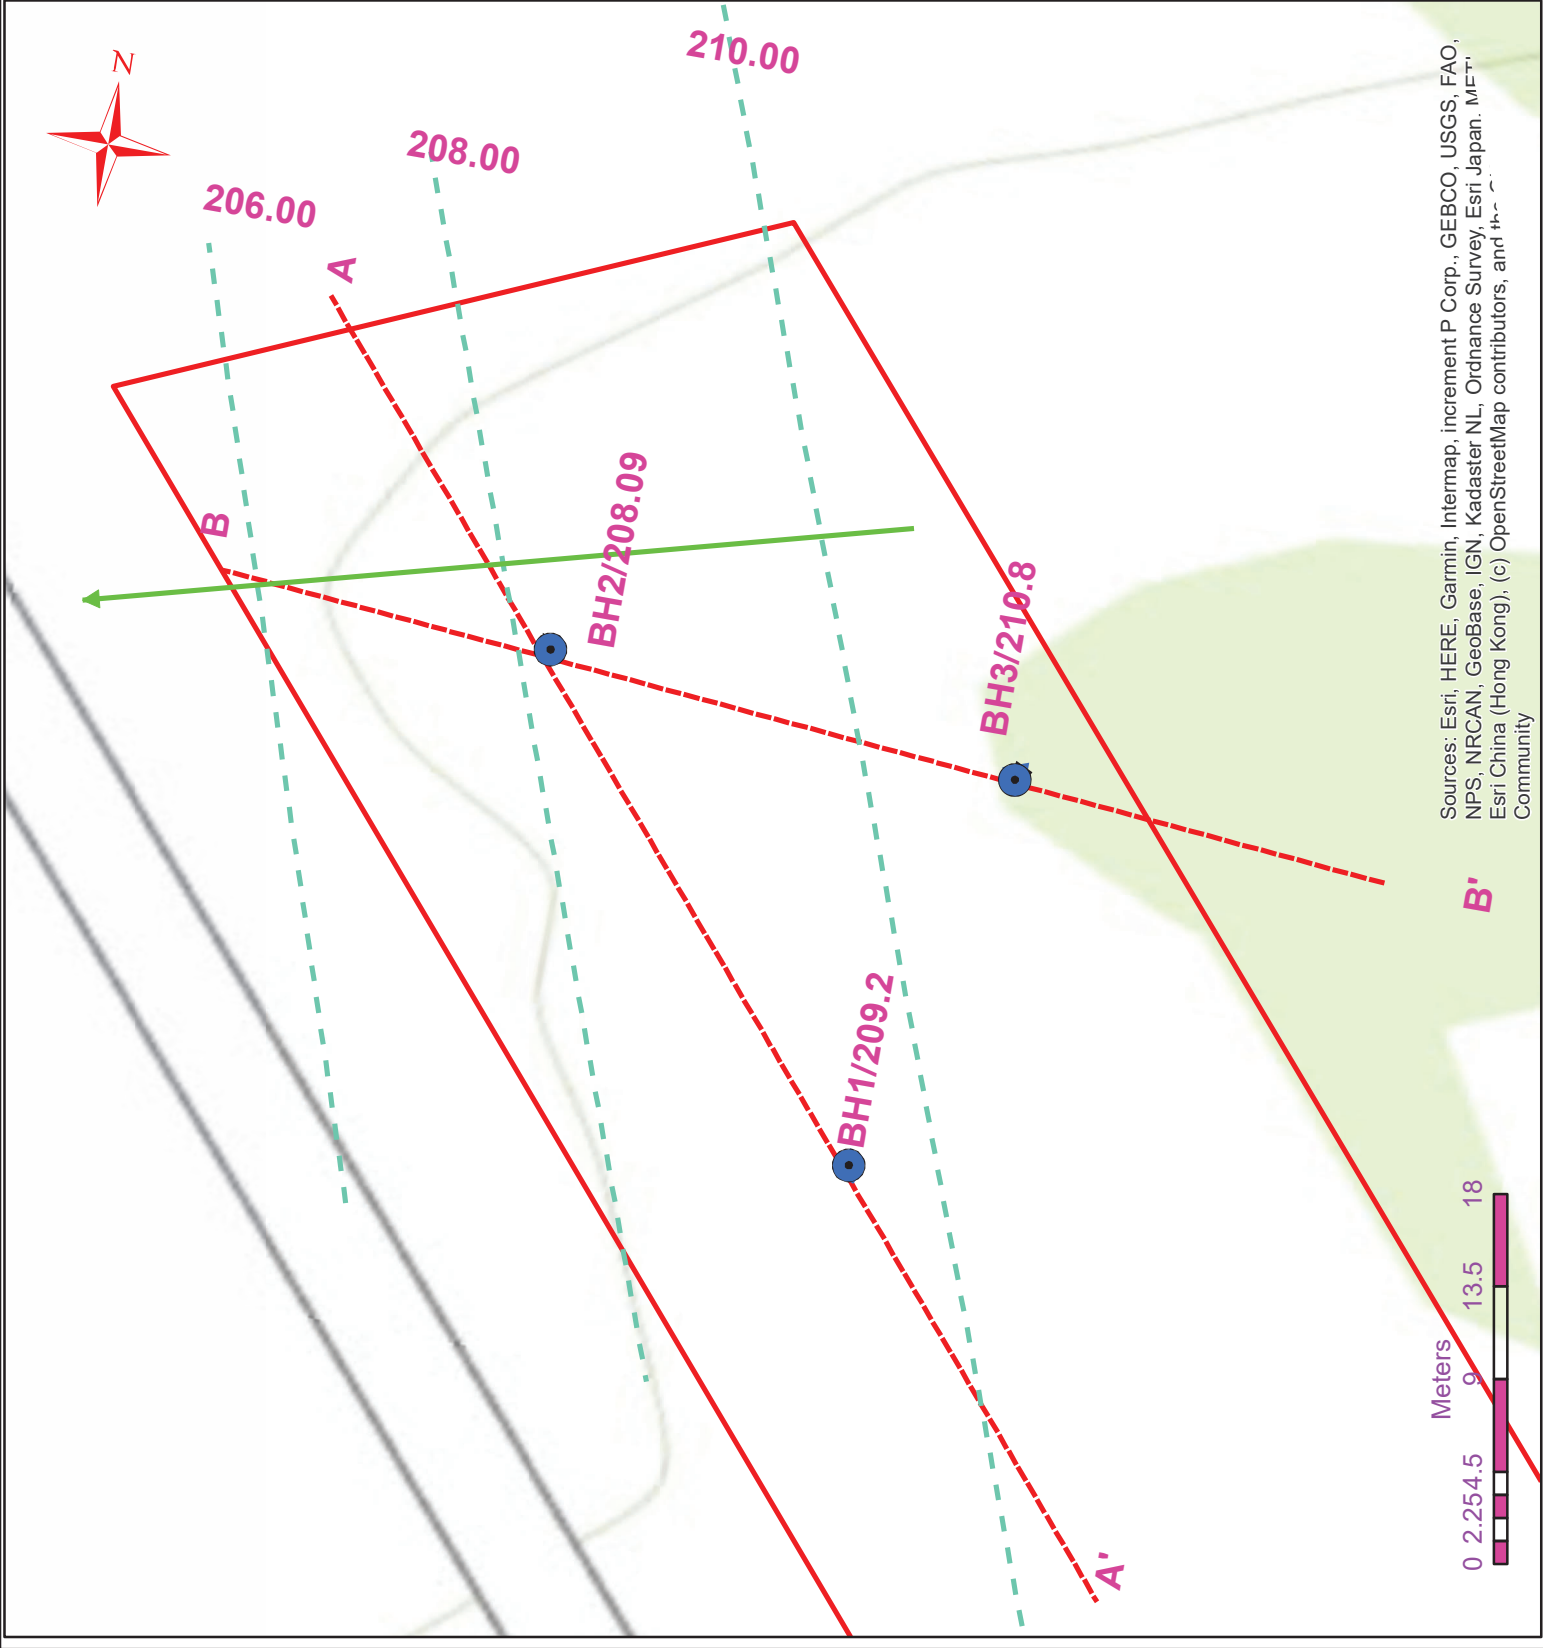 N
210.00
208.00
206.00
A
B
BH2/208.09
BH3/210.8
B'
BH1/209.2
A'
Meters
0 2.25 4.5 9 13.5 18
Sources: Esri, HERE, Garmin, Intermap, increment P Corp., GEBCO, USGS, FAO,
NPS, NRCAN, GeoBase, IGN, Kadaster NL, Ordnance Survey, Esri Japan.
Esri China (Hong Kong), (c) OpenStreetMap contributors, and the
Community